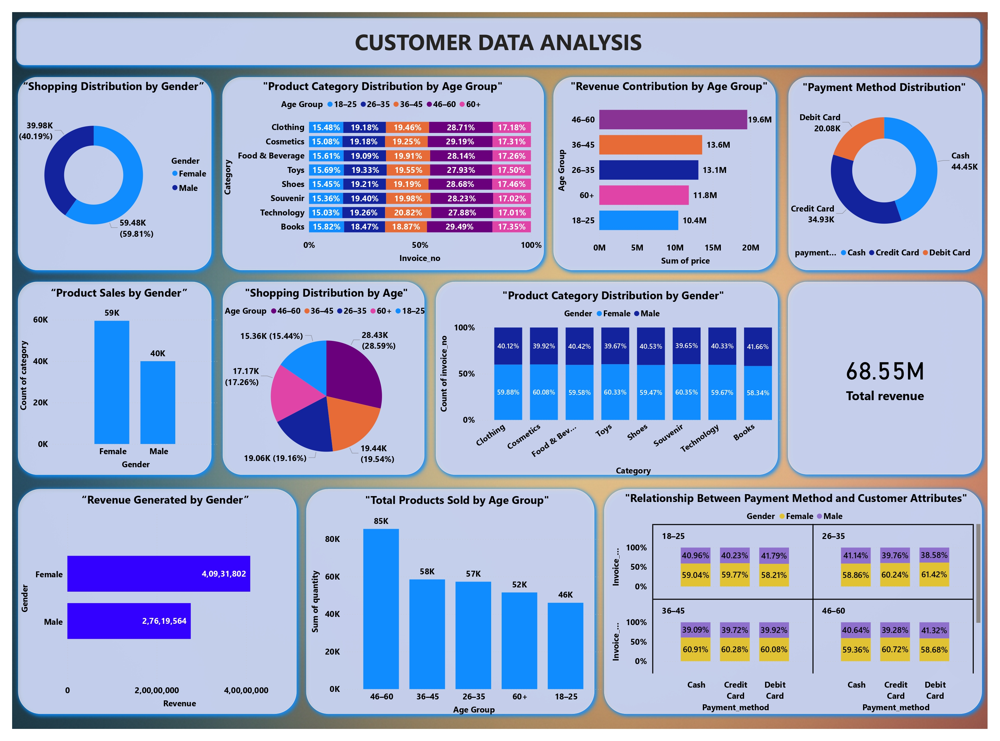 CUSTOMER DATA ANALYSIS
“Shopping Distribution by Gender”
39.98K
(40.19%)
59.48K
(59.81%)
Gender
Female
Male
"Product Category Distribution by Age Group"
Age Group 18–25 26–35 36–45 46–60 60+
Category
Clothing 15.48% 19.18% 19.46% 28.71% 17.18%
Cosmetics 15.08% 19.18% 19.25% 29.19% 17.31%
Food & Beverage 15.61% 19.09% 19.91% 28.14% 17.26%
Toys 15.69% 19.33% 19.55% 27.93% 17.50%
Shoes 15.45% 19.21% 19.19% 28.68% 17.46%
Souvenir 15.36% 19.40% 19.98% 28.23% 17.02%
Technology 15.03% 19.26% 20.82% 27.88% 17.01%
Books 15.82% 18.47% 18.87% 29.49% 17.35%
0% 50% 100%
Invoice_no
"Revenue Contribution by Age Group"
Age Group
46–60 19.6M
36–45 13.6M
26–35 13.1M
60+ 11.8M
18–25 10.4M
0M 5M 10M 15M 20M
Sum of price
"Payment Method Distribution"
Debit Card
20.08K
Cash
44.45K
Credit Card
34.93K
payment... Cash Credit Card Debit Card
“Product Sales by Gender”
Count of category
60K
40K
20K
0K
59K
40K
Female Male
Gender
"Shopping Distribution by Age"
Age Group 46–60 36–45 26–35 60+ 18–25
15.36K (15.44%)
28.43K
(28.59%)
17.17K
(17.26%)
19.44K
(19.54%)
19.06K (19.16%)
"Product Category Distribution by Gender"
Gender Female Male
Count of invoice_no
100%
50%
0%
40.12% 39.92% 40.42% 39.67% 40.53% 39.65% 40.33% 41.66%
59.88% 60.08% 59.58% 60.33% 59.47% 60.35% 59.67% 58.34%
Clothing Cosmetics Food & Bev... Toys Shoes Souvenir Technology Books
Category
68.55M
Total revenue
“Revenue Generated by Gender”
Gender
Female 4,09,31,802
Male 2,76,19,564
0 2,00,00,000 4,00,00,000
Revenue
"Total Products Sold by Age Group"
Sum of quantity
80K
60K
40K
20K
0K
85K
58K
57K
52K
46K
46–60 36–45 26–35 60+ 18–25
Age Group
"Relationship Between Payment Method and Customer Attributes"
Gender Female Male
18–25 26–35
Invoice_...
100%
50%
0%
40.96% 40.23% 41.79% 41.14% 39.76% 38.58%
59.04% 59.77% 58.21% 58.86% 60.24% 61.42%
36–45 46–60
Invoice_...
100%
50%
0%
39.09% 39.72% 39.92% 40.64% 39.28% 41.32%
60.91% 60.28% 60.08% 59.36% 60.72% 58.68%
Cash Credit Debit Cash Credit Debit
Card Card Card Card
Payment_method Payment_method